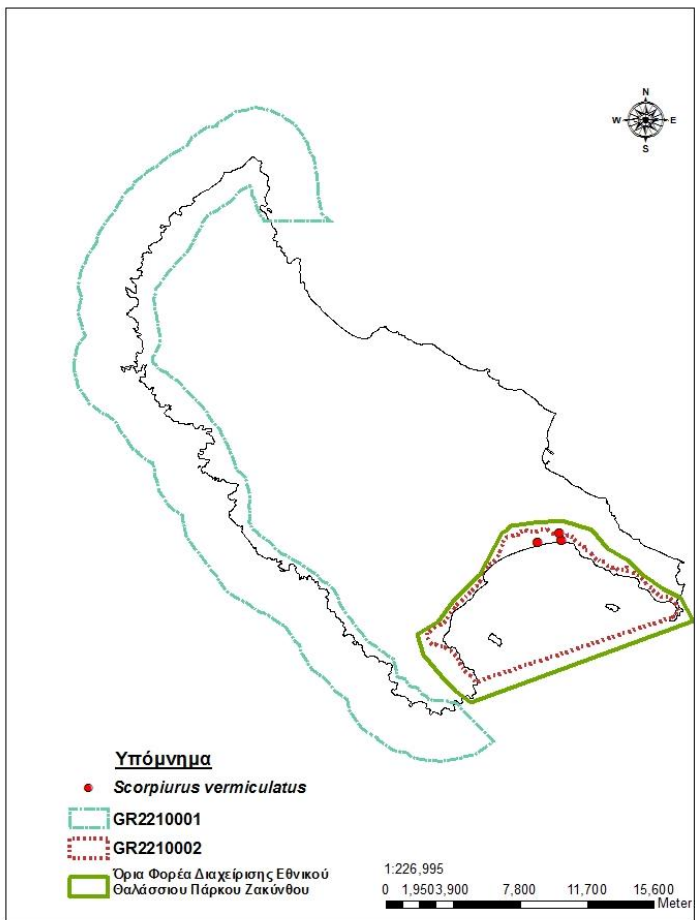 N
W E
S
Υπόμνημα
Scorpiurus vermiculatus
GR2210001
GR2210002
Όρια Φορέα Διαχείρισης Εθνικού
Θαλάσσιου Πάρκου Ζακύνθου
1:226,995
0 1,9503,900 7,800 11,700 15,600
Meter